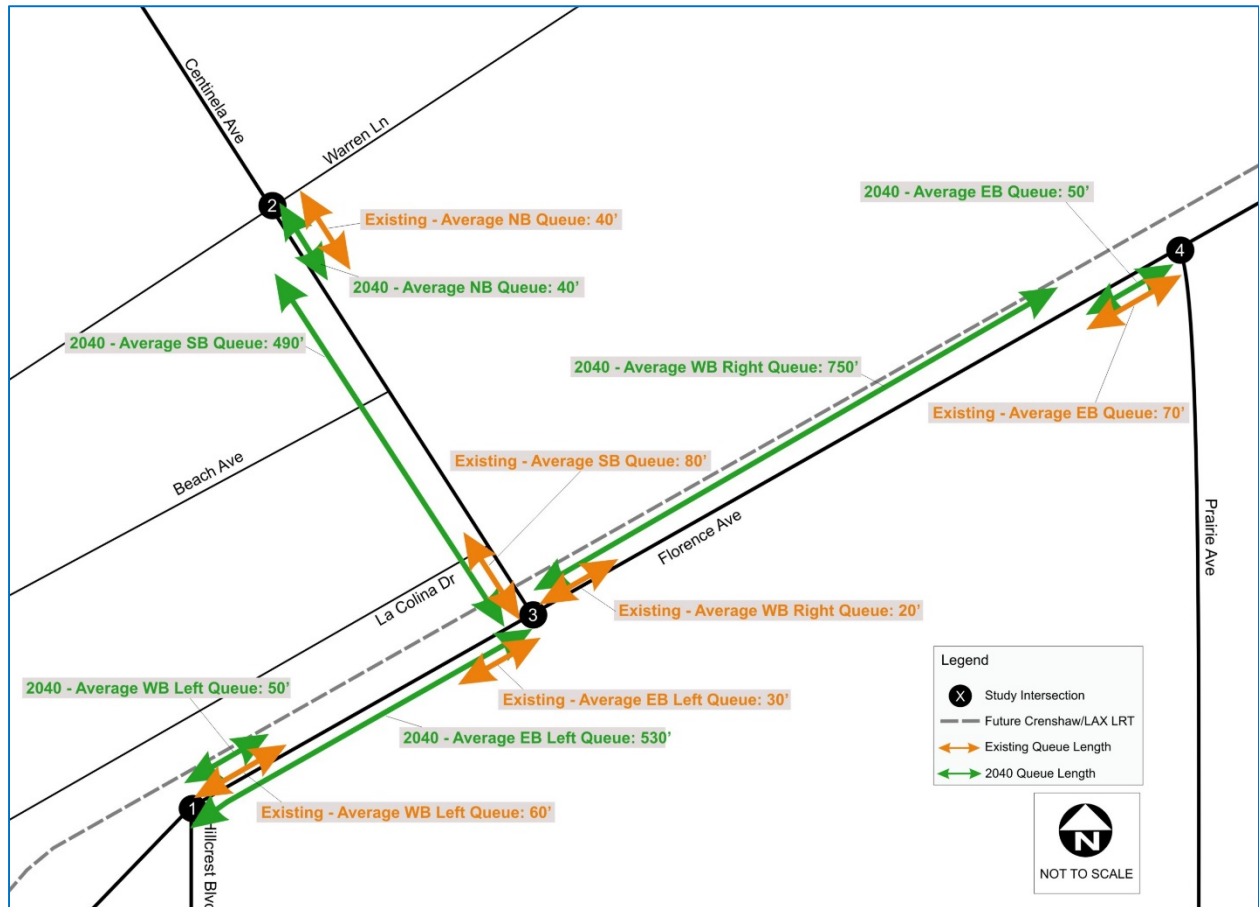 Centinela Ave
Warren Ln
2
Existing - Average NB Queue: 40’
2040 - Average NB Queue: 40’
2040 - Average EB Queue: 50’
4
2040 - Average SB Queue: 490’
2040 - Average WB Right Queue: 750’
Existing - Average EB Queue: 70’
Existing - Average SB Queue: 80’
Beach Ave
Florence Ave
Prairie Ave
La Colina Dr
3
Existing - Average WB Right Queue: 20’
2040 - Average WB Left Queue: 50’
Existing - Average EB Left Queue: 30’
2040 - Average EB Left Queue: 530’
1
Existing - Average WB Left Queue: 60’
Hillcrest Blvd
Legend
X Study Intersection
Future Crenshaw/LAX LRT
Existing Queue Length
2040 Queue Length
N
NOT TO SCALE